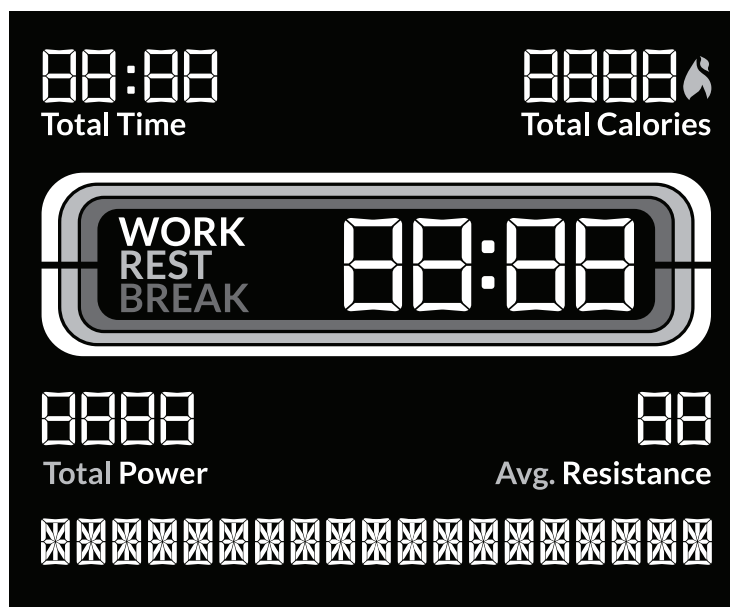 88:88 8888
Total Time Total Calories
WORK
REST
BREAK
88:88
8888 88
Total Power Avg. Resistance